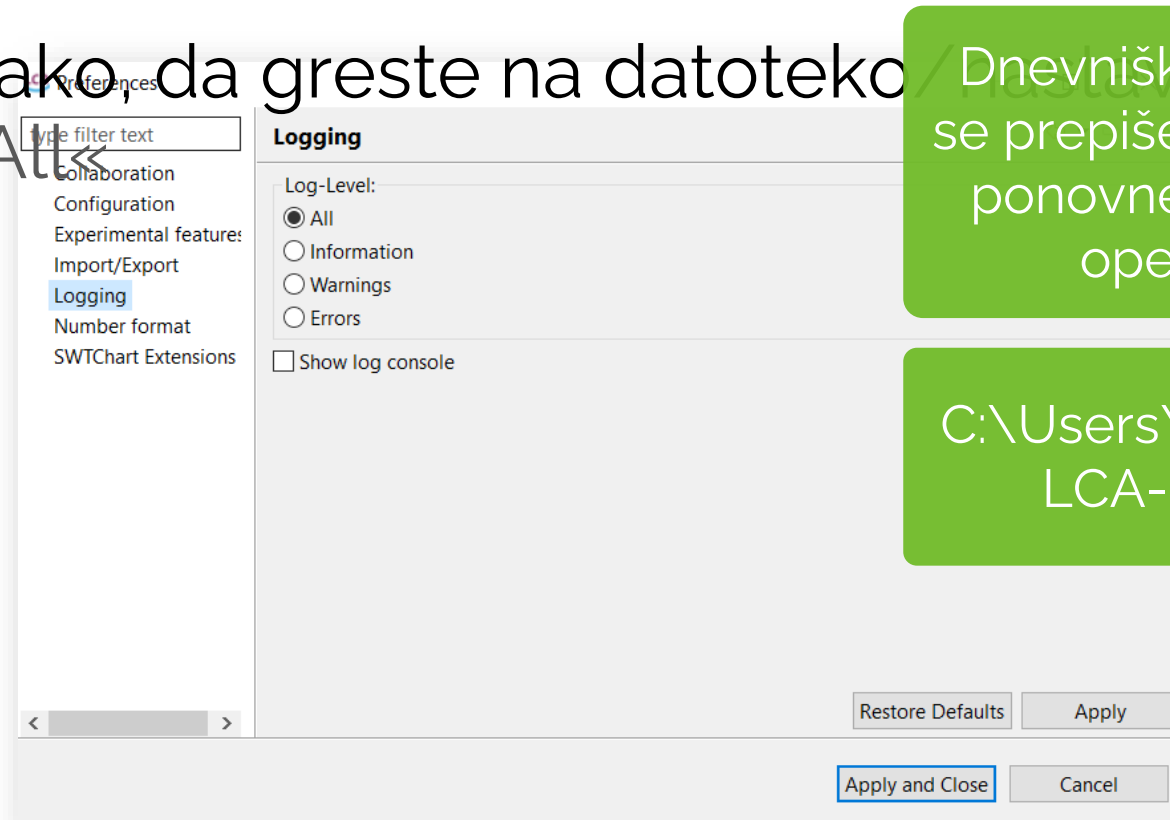 ako, da greste na datoteko/nastav
All«
Preferences
type filter text
Collaboration
Configuration
Experimental features
Import/Export
Logging
Number format
SWTChart Extensions
Logging
Log-Level:
All
Information
Warnings
Errors
Show log console
Restore Defaults
Apply
Apply and Close
Cancel
Dnevnišk
se prepiše
ponovne
ope
C:\Users\
LCA-